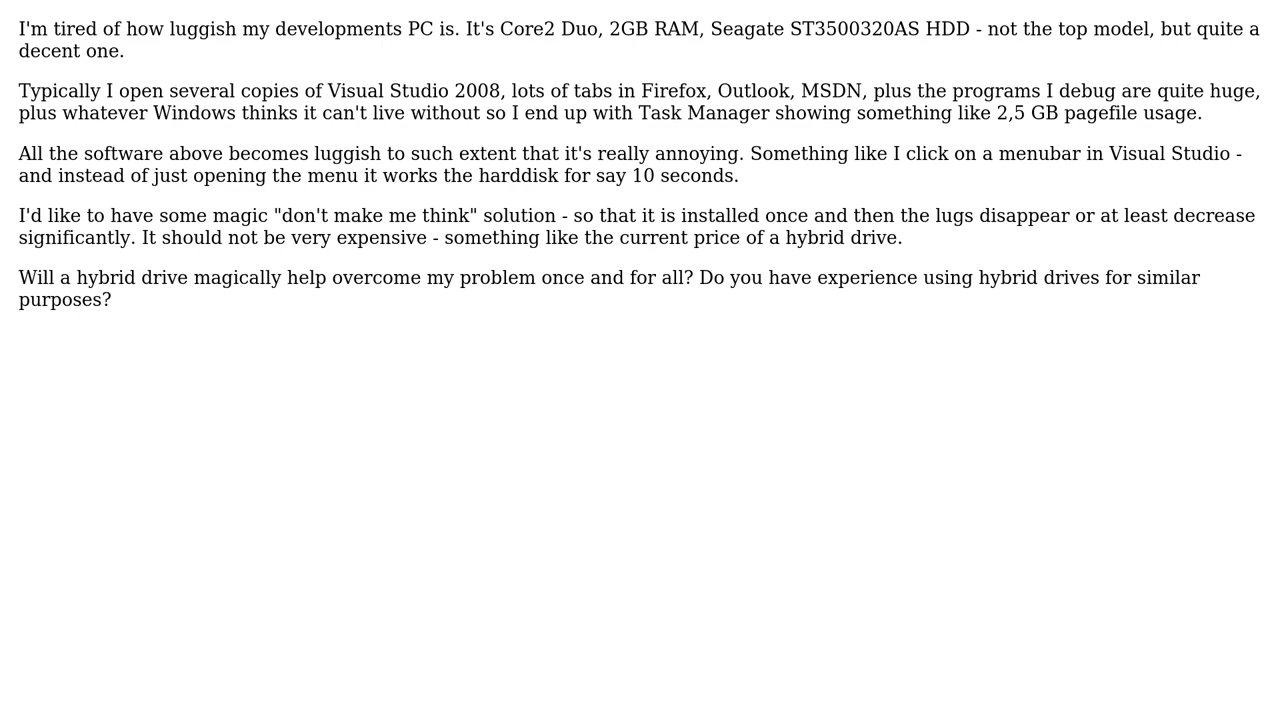 I'm tired of how luggish my developments PC is. It's Core2 Duo, 2GB RAM, Seagate ST3500320AS HDD - not the top model, but quite a
decent one.
Typically I open several copies of Visual Studio 2008, lots of tabs in Firefox, Outlook, MSDN, plus the programs I debug are quite huge,
plus whatever Windows thinks it can't live without so I end up with Task Manager showing something like 2,5 GB pagefile usage.
All the software above becomes luggish to such extent that it's really annoying. Something like I click on a menubar in Visual Studio -
and instead of just opening the menu it works the harddisk for say 10 seconds.
I'd like to have some magic "don't make me think" solution - so that it is installed once and then the lugs disappear or at least decrease
significantly. It should not be very expensive - something like the current price of a hybrid drive.
Will a hybrid drive magically help overcome my problem once and for all? Do you have experience using hybrid drives for similar
purposes?